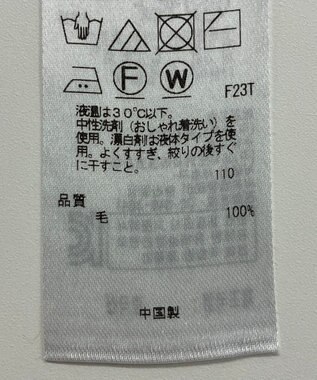 F W F23T
液温は30℃以下。
中性洗剤(おしゃれ着洗い)を
使用。漂白剤は液体タイプを使
用。よくすすぎ、絞りの後すぐ
に干すこと。
110
品質
毛 100%
中国製